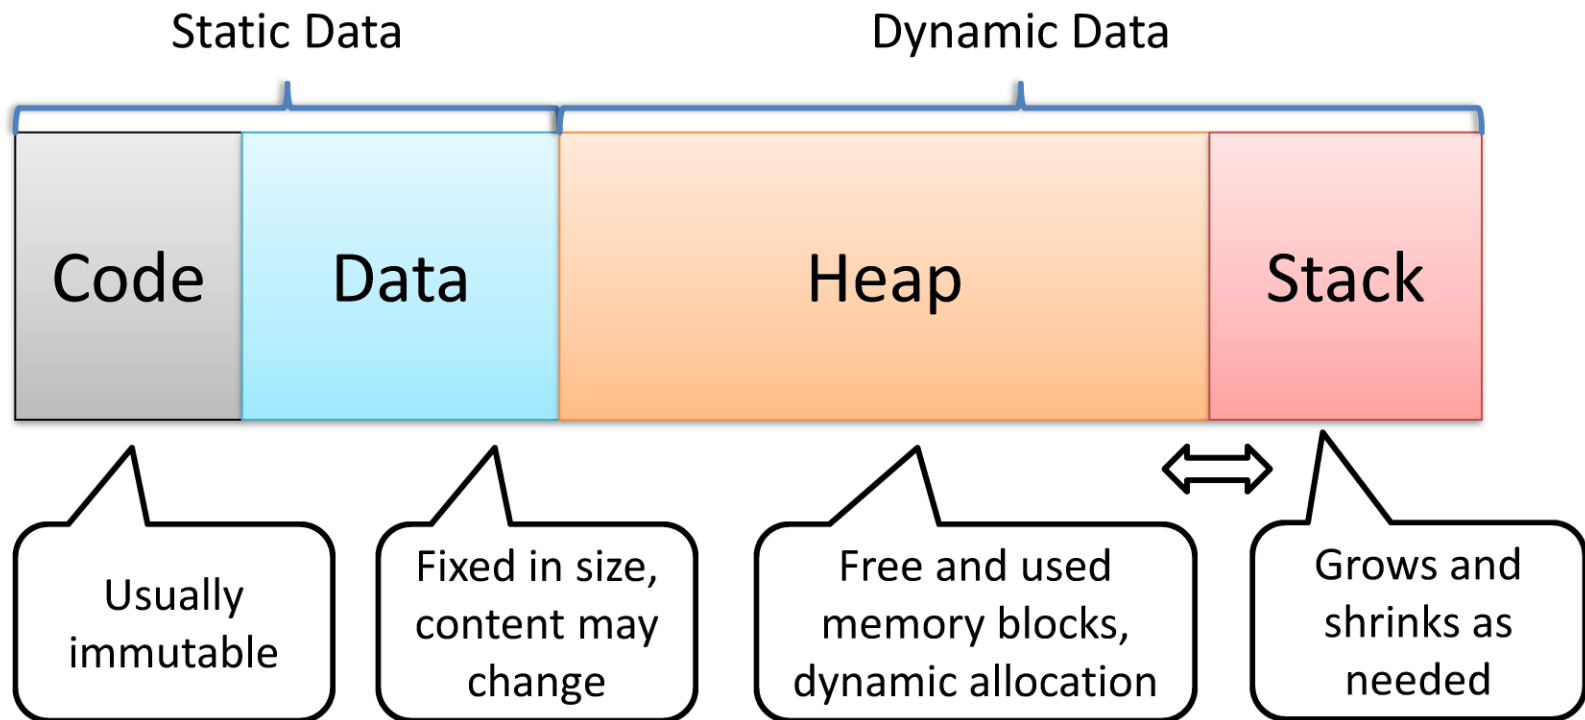 Static Data
Dynamic Data
Code
Data
Heap
Stack
Usually
immutable
Fixed in size,
content may
change
Free and used
memory blocks,
dynamic allocation
Grows and
shrinks as
needed